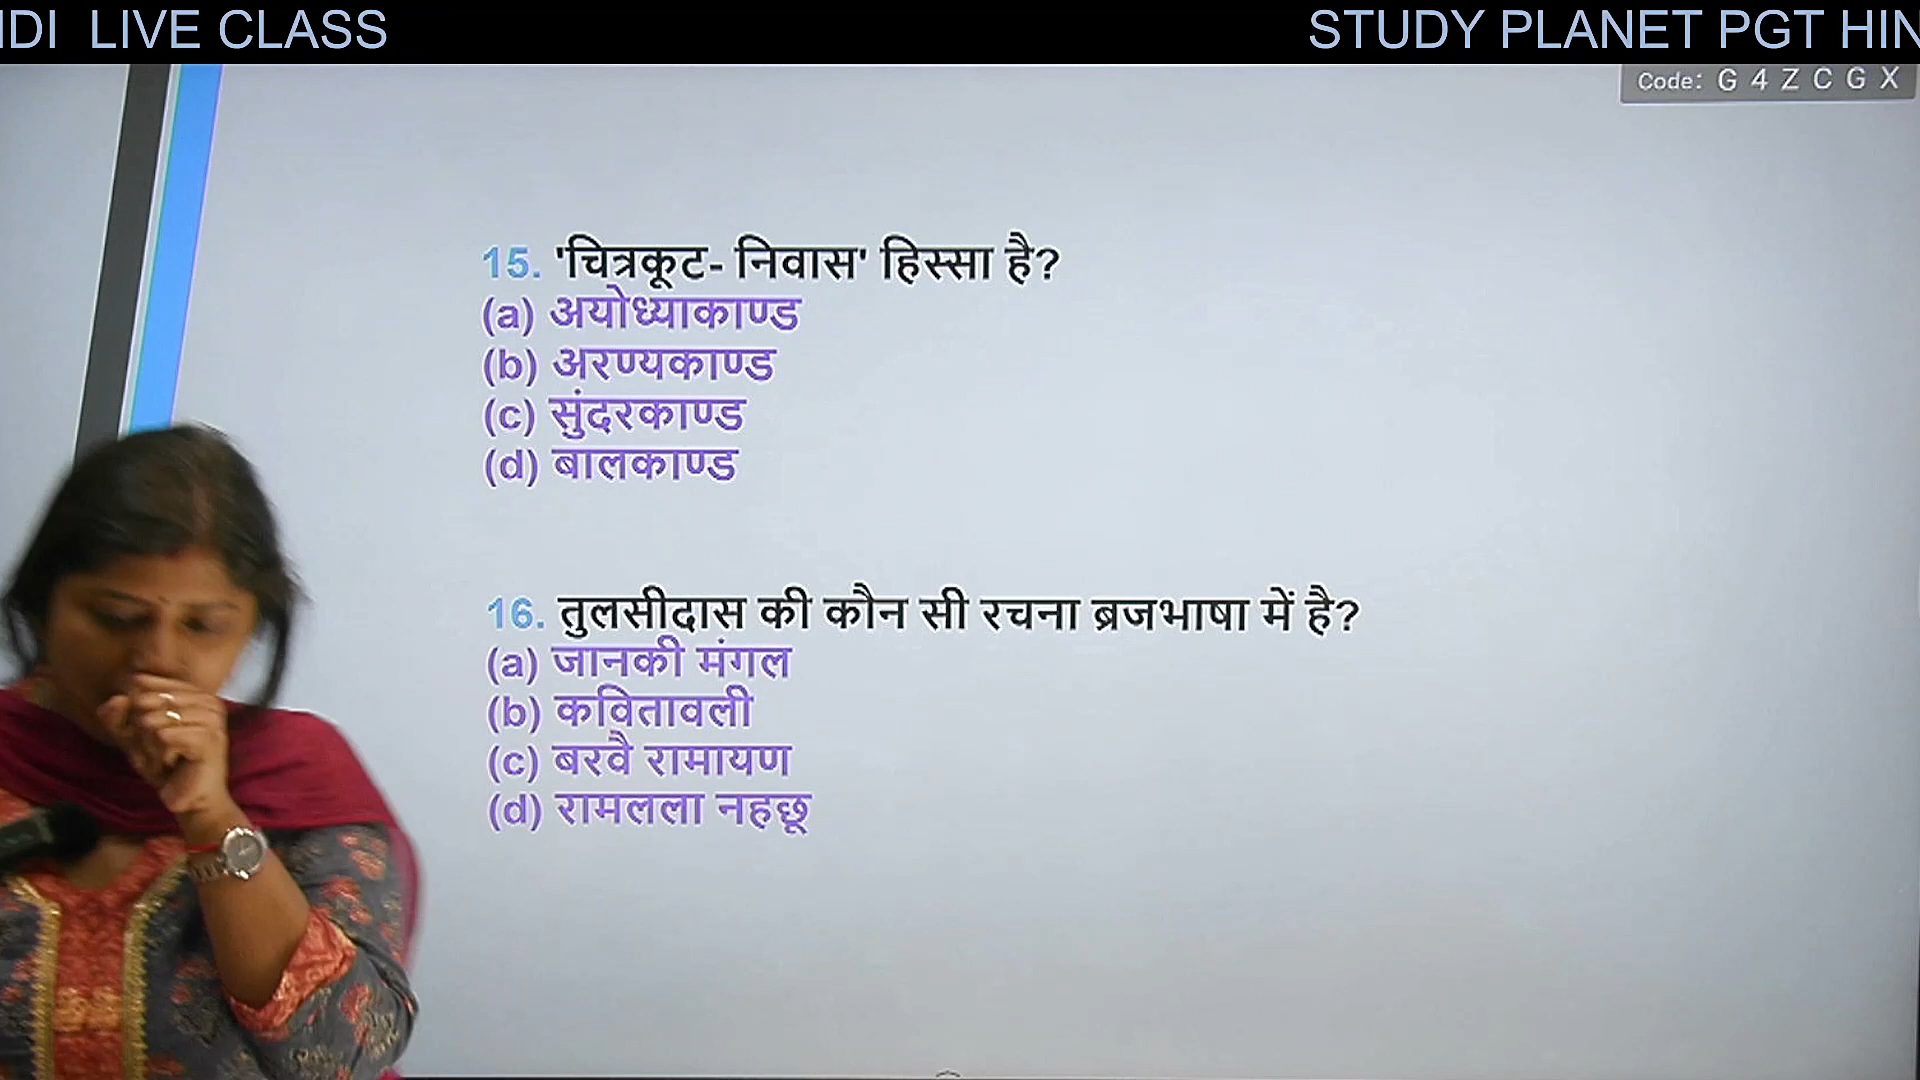 IDI LIVE CLASS
STUDY PLANET PGT HIN
Code: G 4 Z C G X
15. 'चित्रकूट- निवास' हिस्सा है?
(a) अयोध्याकाण्ड
(b) अरण्यकाण्ड
(c) सुंदरकाण्ड
(d) बालकाण्ड
16. तुलसीदास की कौन सी रचना ब्रजभाषा में है?
(a) जानकी मंगल
(b) कवितावली
(c) बरवै रामायण
(d) रामलला नहछू